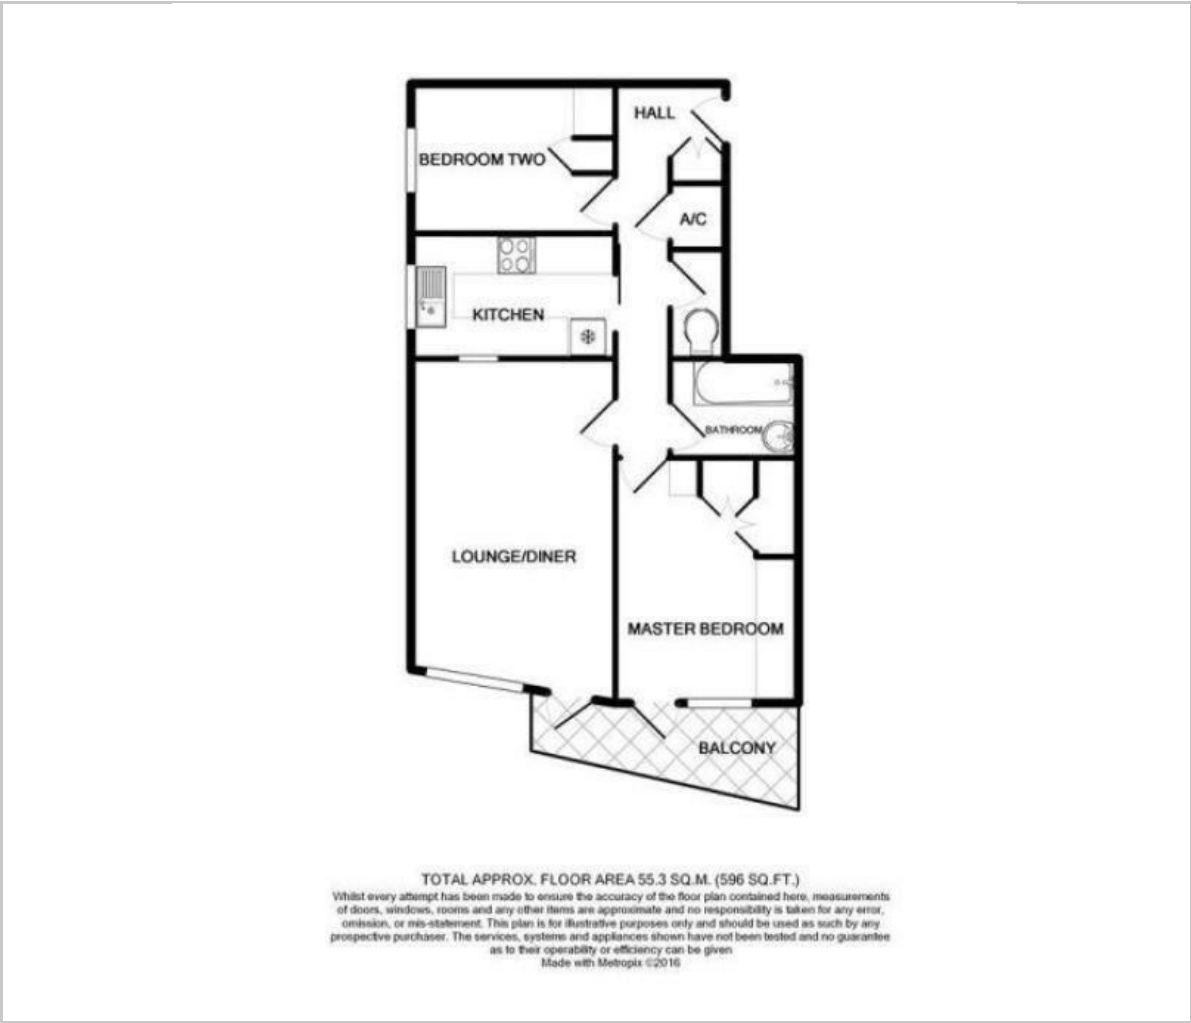 HALL
BEDROOM TWO
A/C
KITCHEN
BATHROOM
LOUNGE/DINER
MASTER BEDROOM
BALCONY
TOTAL APPROX. FLOOR AREA 55.3 SQ.M. (596 SQ.FT.)
Whilst every attempt has been made to ensure the accuracy of the floor plan contained here, measurements
of doors, windows, rooms and any other items are approximate and no responsibility is taken for any error,
omission, or mis-statement. This plan is for illustrative purposes only and should be used as such by any
prospective purchaser. The services, systems and appliances shown have not been tested and no guarantee
as to their operability or efficiency can be given
Made with Metropix ©2016